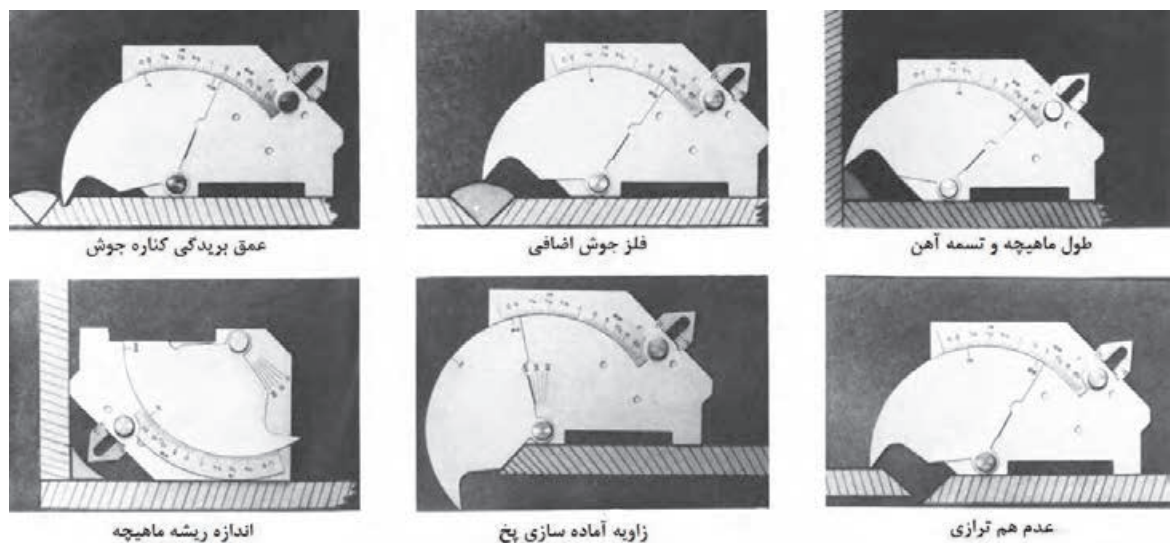 طول ماهیچه و تسمه آهن
فلز جوش اضافی
عمق بریدگی کناره جوش
عدم هم ترازی
زاویه آماده سازی پخ
اندازه ریشه ماهیچه